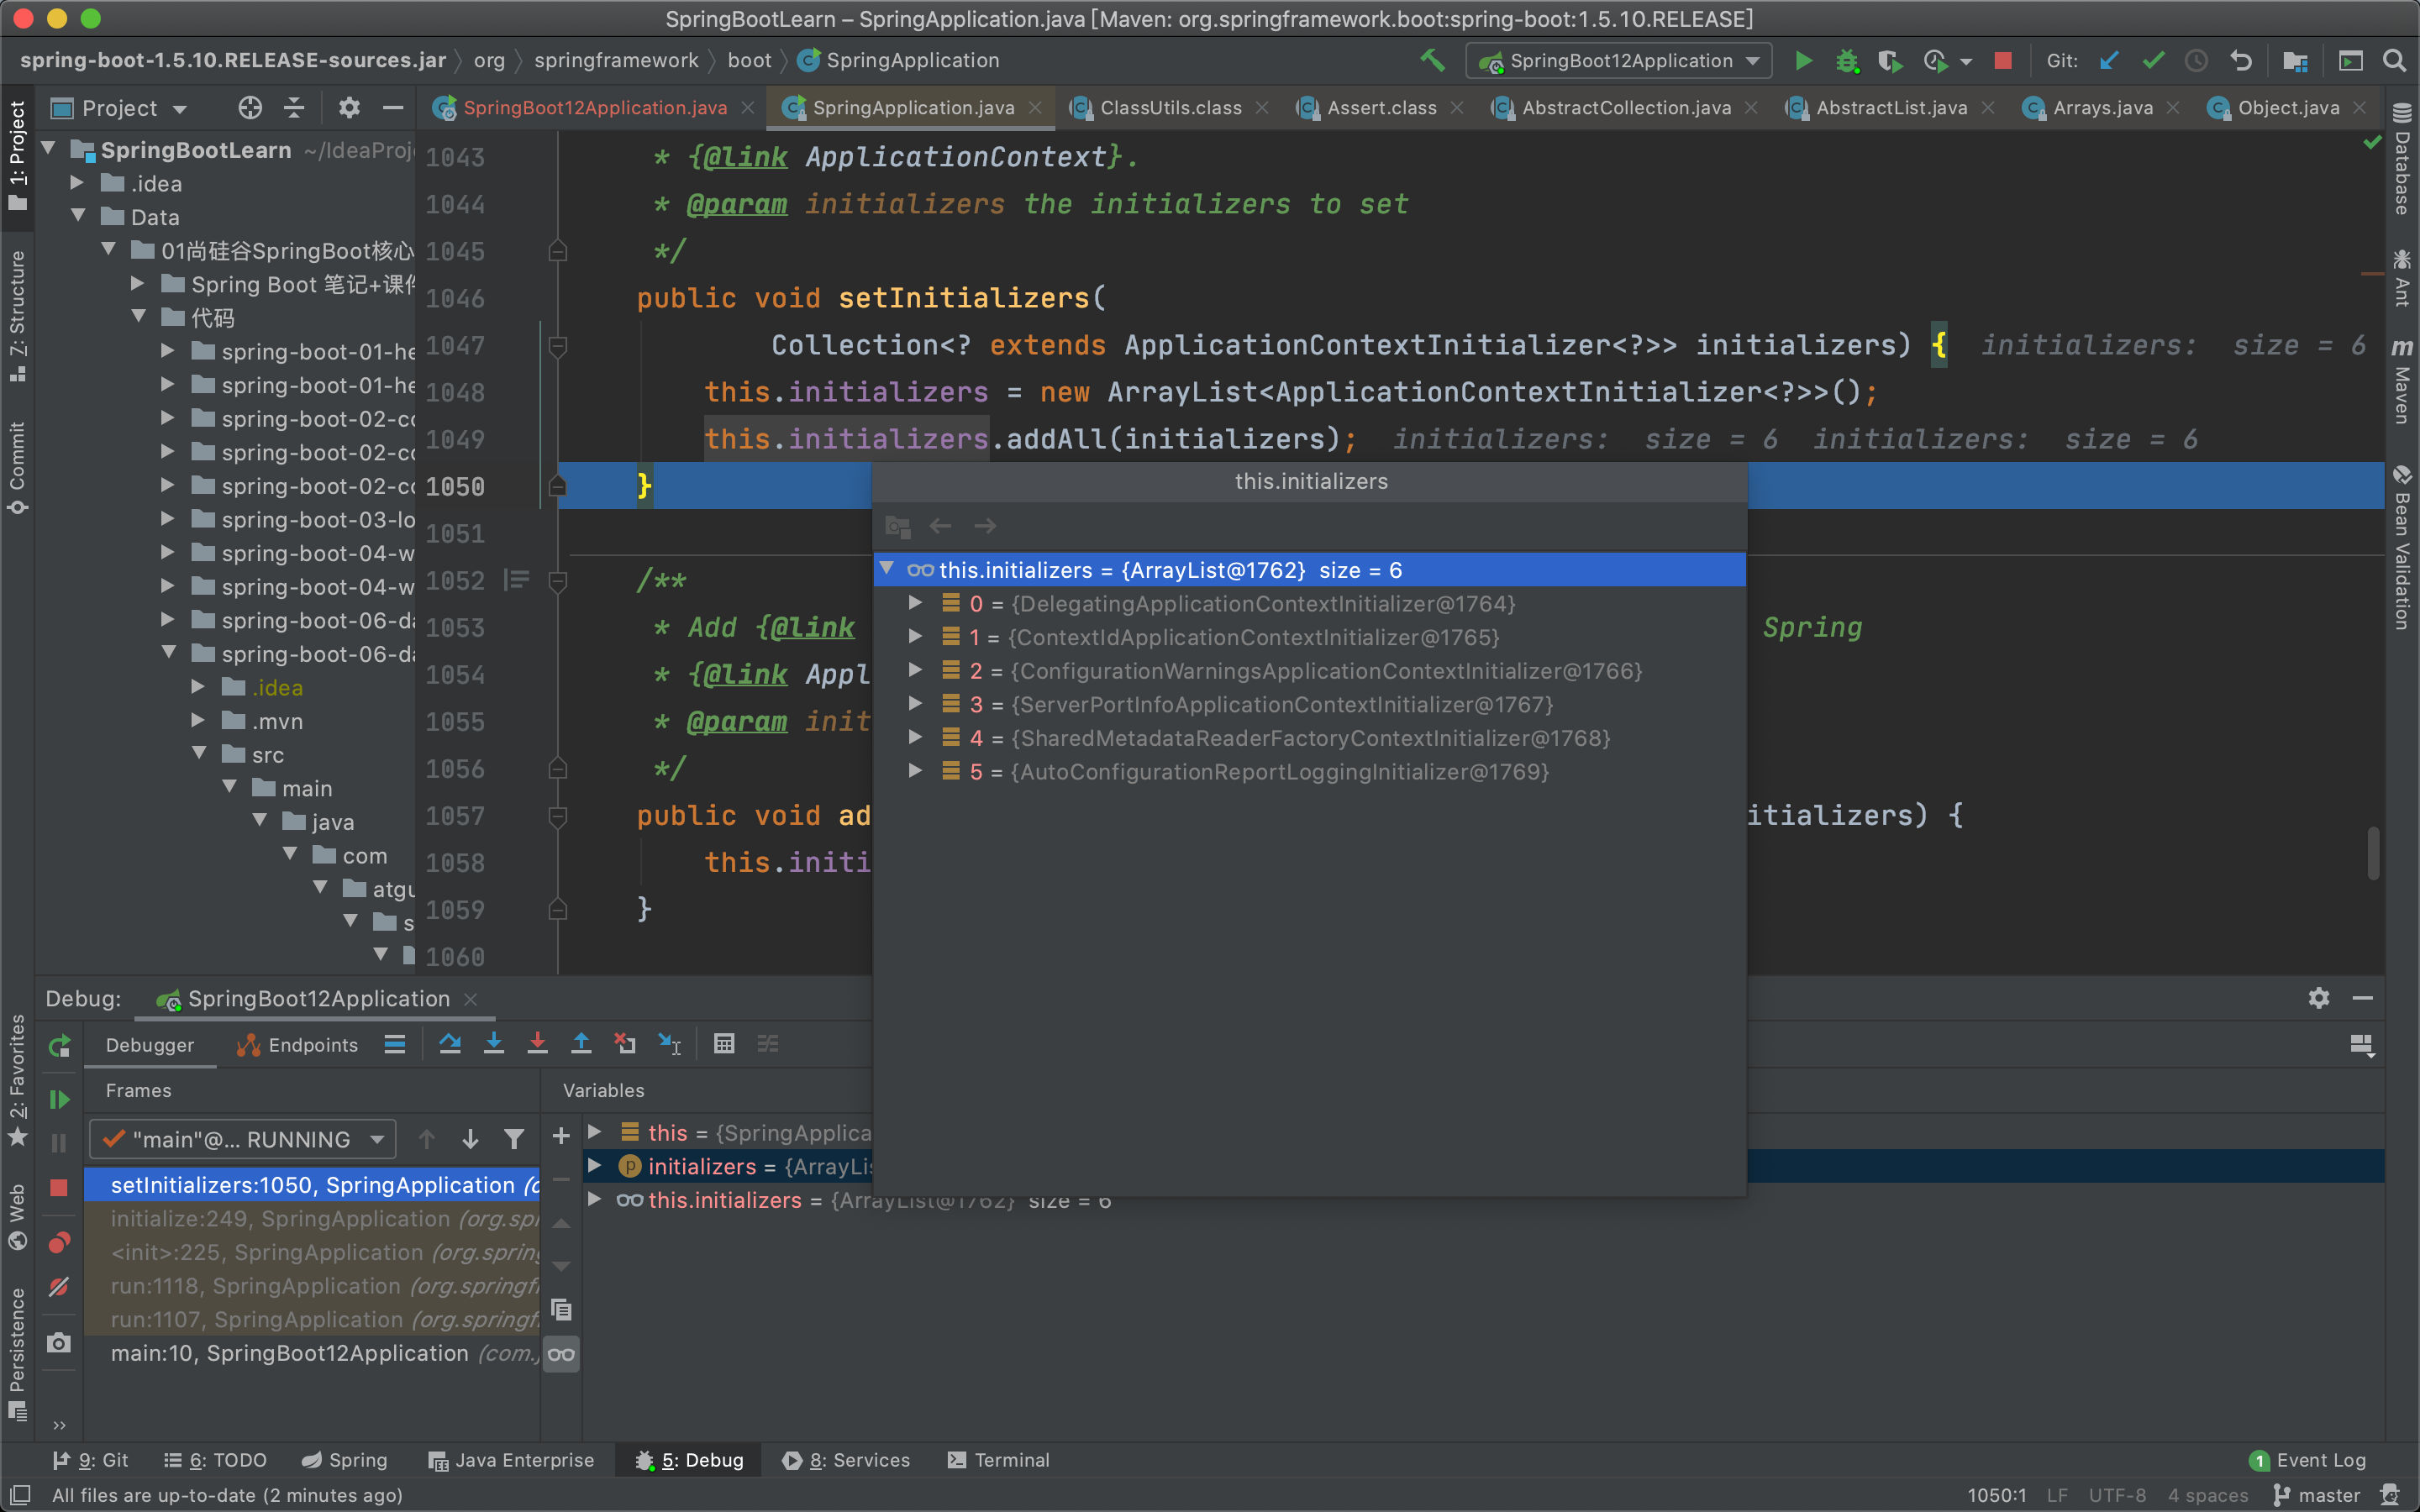 SpringBootLearn – SpringApplication.java [Maven: org.springframework.boot:spring-boot:1.5.10.RELEASE]
spring-boot-1.5.10.RELEASE-sources.jar org springframework boot SpringApplication
SpringBoot12Application
Git:
1: Project
Z: Structure
Commit
2: Favorites
Web
Persistence
Project
SpringBoot12Application.java
SpringApplication.java
ClassUtils.class
Assert.class
AbstractCollection.java
AbstractList.java
Arrays.java
Object.java
Database
Ant
Maven
Bean Validation
SpringBootLearn ~/IdeaProj
.idea
Data
01尚硅谷SpringBoot核心
Spring Boot 笔记+课件
代码
spring-boot-01-he
spring-boot-01-he
spring-boot-02-co
spring-boot-02-co
spring-boot-02-co
spring-boot-03-lo
spring-boot-04-w
spring-boot-04-w
spring-boot-06-da
spring-boot-06-da
.idea
.mvn
src
main
java
com
atgu
s
1043 * {@link ApplicationContext}.
1044 * @param initializers the initializers to set
1045 */
1046 public void setInitializers(
1047 Collection<? extends ApplicationContextInitializer<?>> initializers) { initializers: size = 6
1048 this.initializers = new ArrayList<ApplicationContextInitializer<?>>();
1049 this.initializers.addAll(initializers); initializers: size = 6 initializers: size = 6
1050 }
1051
1052 /**
1053 * Add {@link Spring
1054 * {@link Appl
1055 * @param init
1056 */
1057 public void ad itializers) {
1058 this.initi
1059 }
1060
this.initializers
this.initializers = {ArrayList@1762} size = 6
0 = {DelegatingApplicationContextInitializer@1764}
1 = {ContextIdApplicationContextInitializer@1765}
2 = {ConfigurationWarningsApplicationContextInitializer@1766}
3 = {ServerPortInfoApplicationContextInitializer@1767}
4 = {SharedMetadataReaderFactoryContextInitializer@1768}
5 = {AutoConfigurationReportLoggingInitializer@1769}
Debug: SpringBoot12Application
Debugger Endpoints
Frames
"main"@... RUNNING
setInitializers:1050, SpringApplication (o
initialize:249, SpringApplication (org.spr
<init>:225, SpringApplication (org.spring
run:1118, SpringApplication (org.springf
run:1107, SpringApplication (org.springf
main:10, SpringBoot12Application (com.
Variables
this = {SpringApplica
initializers = {ArrayLis
this.initializers = {ArrayList@1762} size = 6
9: Git 6: TODO Spring Java Enterprise 5: Debug 8: Services Terminal 1 Event Log
All files are up-to-date (2 minutes ago) 1050:1 LF UTF-8 4 spaces master